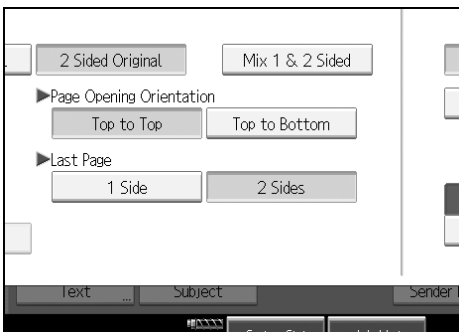 2 Sided Original Mix 1 & 2 Sided
▶Page Opening Orientation
Top to Top Top to Bottom
▶Last Page
1 Side 2 Sides
Text ... Subject Sender